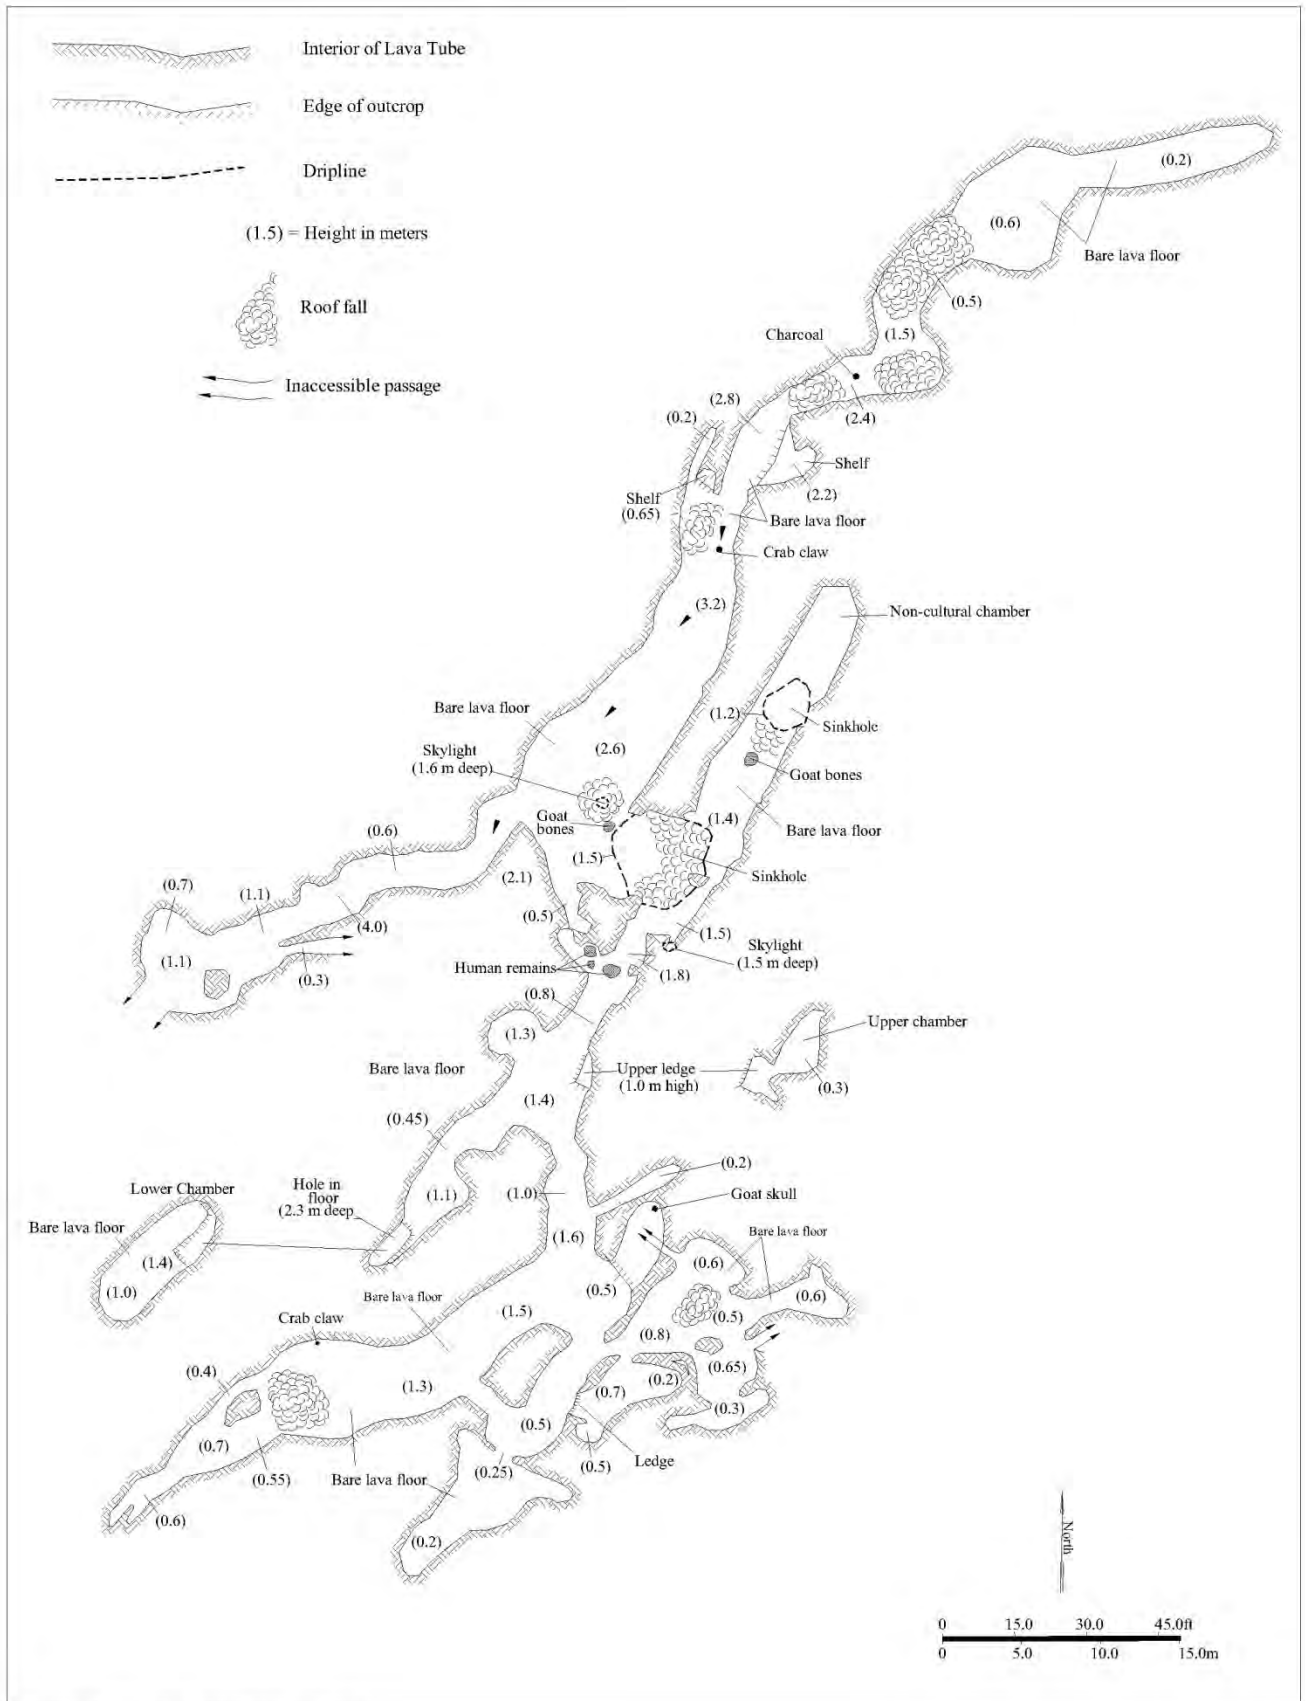 Interior of Lava Tube
Edge of outcrop
Dripline
(1.5) = Height in meters
Roof fall
Inaccessible passage
(0.2)
(0.6)
Bare lava floor
(0.5)
(1.5)
Charcoal
(2.4)
(2.8)
(0.2)
Shelf
(2.2)
Shelf
(0.65)
Bare lava floor
Crab claw
(3.2)
Non-cultural chamber
Bare lava floor
(1.2)
Sinkhole
(2.6)
Skylight
(1.6 m deep)
Goat bones
Goat
bones
(1.4)
Bare lava floor
(0.6)
(1.5)
Sinkhole
(2.1)
(0.7)
(1.1)
(0.5)
(4.0)
(1.5)
Skylight
(1.5 m deep)
(1.1)
(0.3)
Human remains
(1.8)
(0.8)
(1.3)
Upper chamber
Bare lava floor
Upper ledge
(1.0 m high)
(0.3)
(1.4)
(0.45)
(0.2)
Lower Chamber
Hole in
floor
(2.3 m deep
(1.1)
(1.0)
Goat skull
Bare lava floor
(1.6)
Bare lava floor
(1.4)
(1.0)
(0.6)
(0.5)
(0.6)
Bare lava floor
(1.5)
(0.5)
Crab claw
(0.8)
(0.65)
(0.4)
(1.3)
(0.7)
(0.2)
(0.3)
(0.5)
(0.7)
Ledge
(0.5)
(0.55)
Bare lava floor
(0.25)
(0.6)
(0.2)
North
0 15.0 30.0 45.0ft
0 5.0 10.0 15.0m